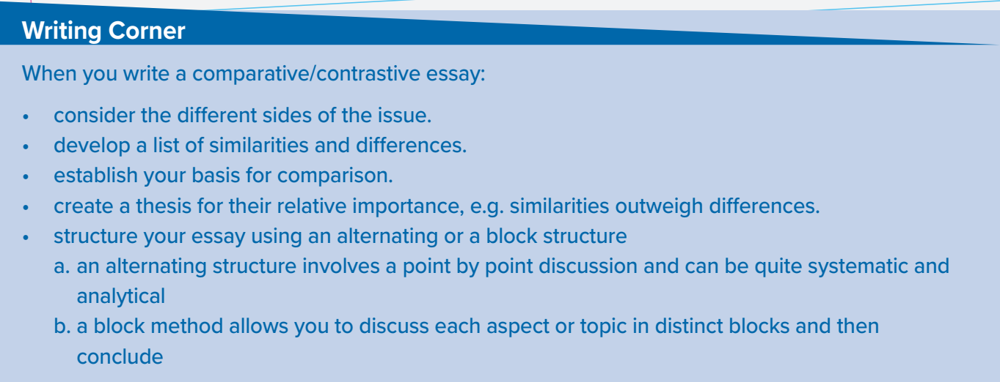 Writing Corner
When you write a comparative/contrastive essay:
• consider the different sides of the issue.
• develop a list of similarities and differences.
• establish your basis for comparison.
• create a thesis for their relative importance, e.g. similarities outweigh differences.
• structure your essay using an alternating or a block structure
a. an alternating structure involves a point by point discussion and can be quite systematic and
analytical
b. a block method allows you to discuss each aspect or topic in distinct blocks and then
conclude